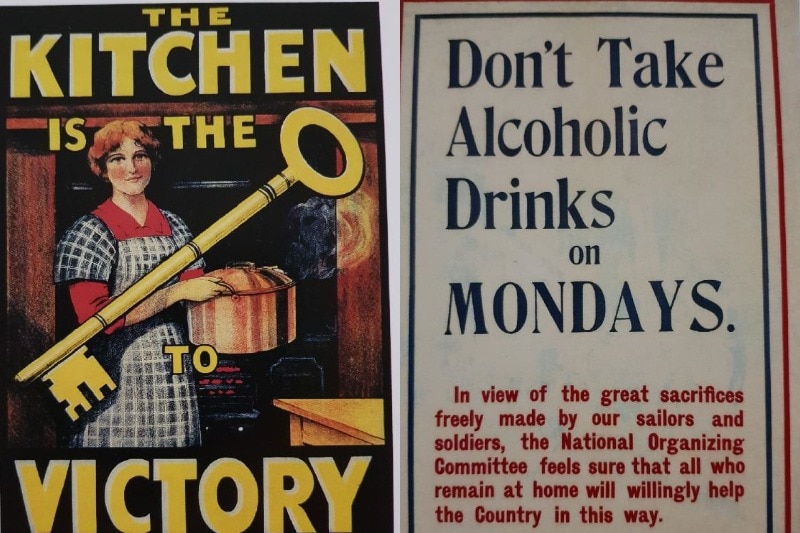 THE
KITCHEN
IS THE
TO
VICTORY
Don't Take
Alcoholic
Drinks
on
MONDAYS.
In view of the great sacrifices
freely made by our sailors and
soldiers, the National Organizing
Committee feels sure that all who
remain at home will willingly help
the Country in this way.